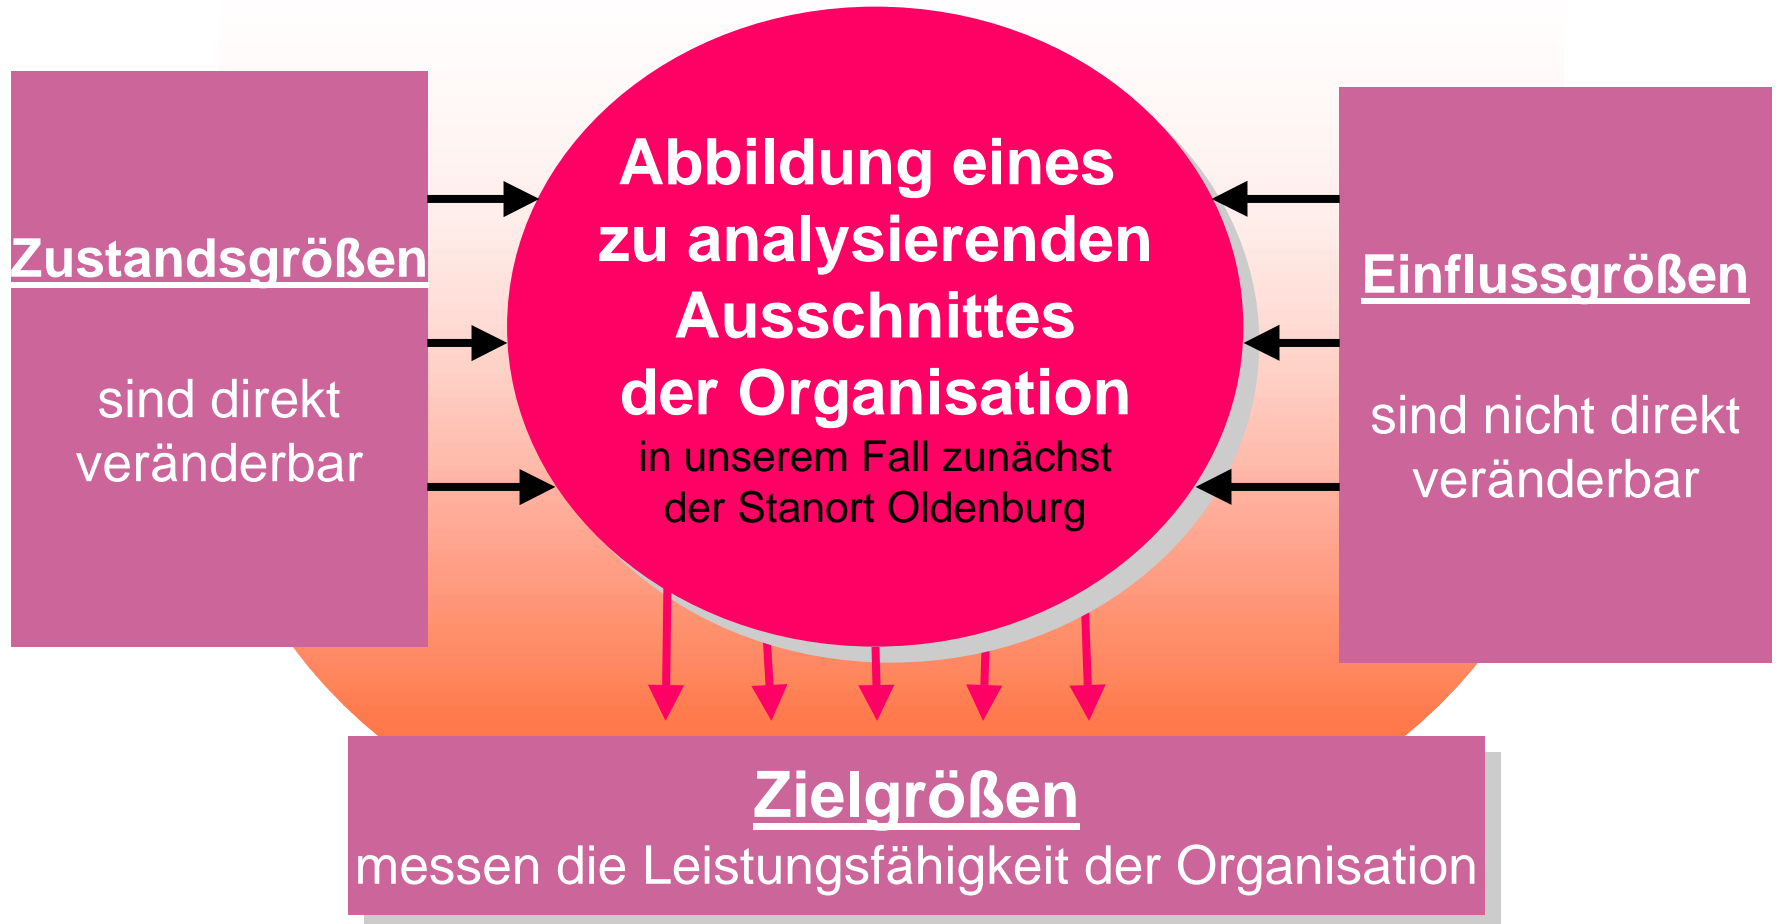 Abbildung eines
zu analysierenden
Ausschnittes
der Organisation
in unserem Fall zunächst
der Stanort Oldenburg
Zustandsgrößen
sind direkt
veränderbar
Einflussgrößen
sind nicht direkt
veränderbar
Zielgrößen
messen die Leistungsfähigkeit der Organisation